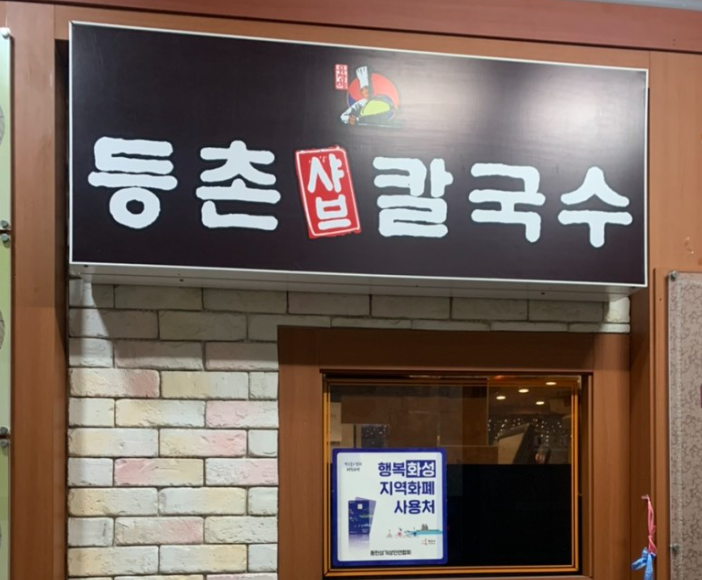 등촌 샤브 칼국수
행복화성
지역화폐
사용처